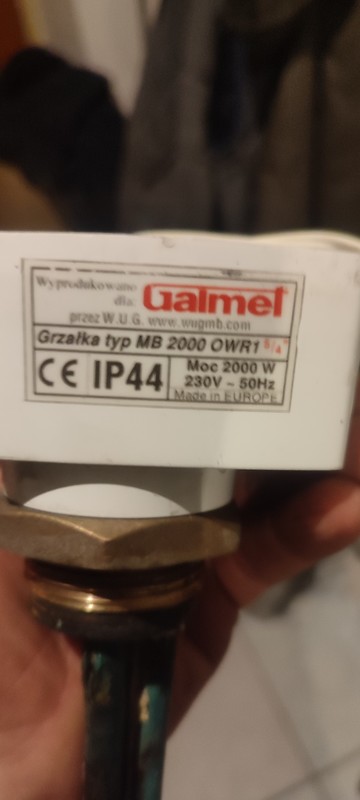 Wyprodukowano
dla: Galmet
przez W.U.G. www.wugmb.com
Grzałka typ MB 2000 OWR1 5/4"
CE IP44
Moc 2000 W
230V ~ 50Hz
Made in EUROPE